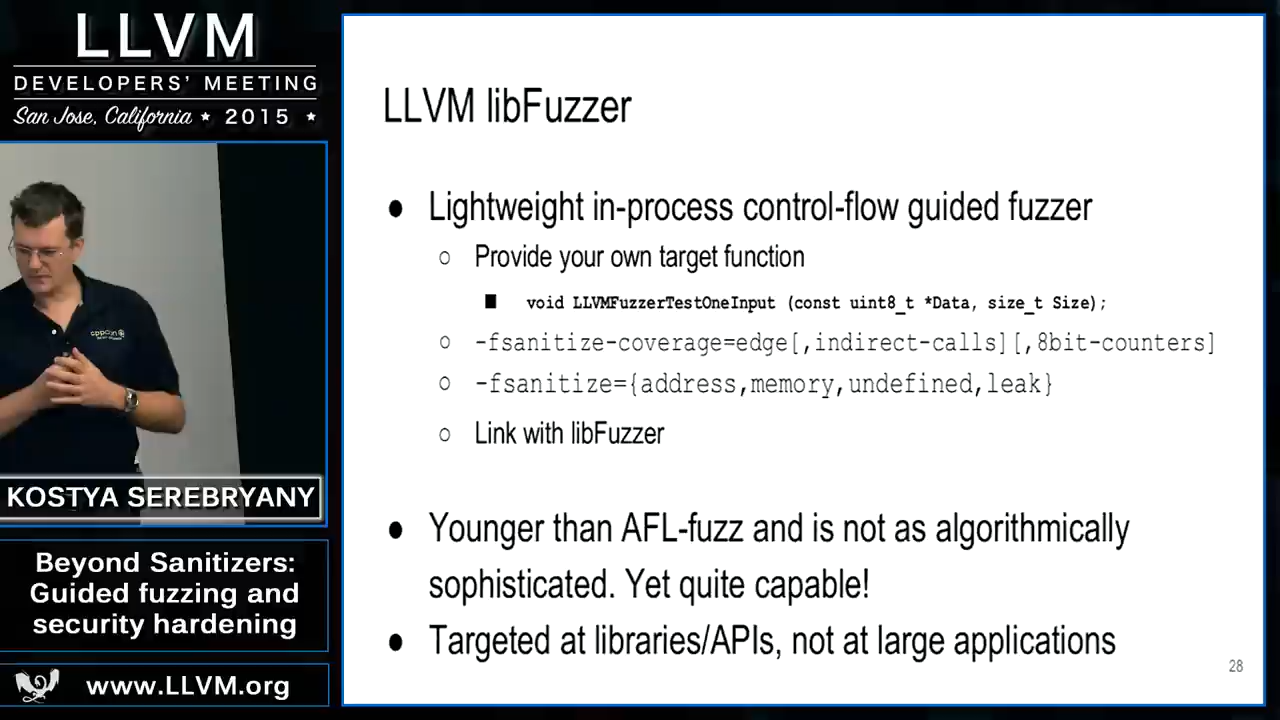 LLVM
DEVELOPERS' MEETING
San Jose, California ★ 2015 ★
KOSTYA SEREBRYANY
Beyond Sanitizers:
Guided fuzzing and
security hardening
www.LLVM.org
LLVM libFuzzer
● Lightweight in-process control-flow guided fuzzer
○ Provide your own target function
■ void LLVMFuzzerTestOneInput (const uint8_t *Data, size_t Size);
○ -fsanitize-coverage=edge[,indirect-calls][,8bit-counters]
○ -fsanitize={address,memory,undefined,leak}
○ Link with libFuzzer
● Younger than AFL-fuzz and is not as algorithmically
sophisticated. Yet quite capable!
● Targeted at libraries/APIs, not at large applications
28